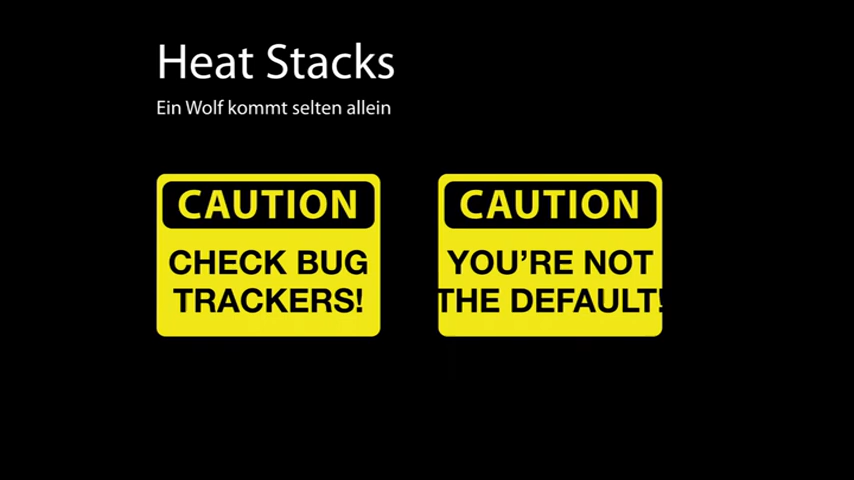 Heat Stacks
Ein Wolf kommt selten allein
CAUTION
CHECK BUG
TRACKERS!
CAUTION
YOU’RE NOT
THE DEFAULT!